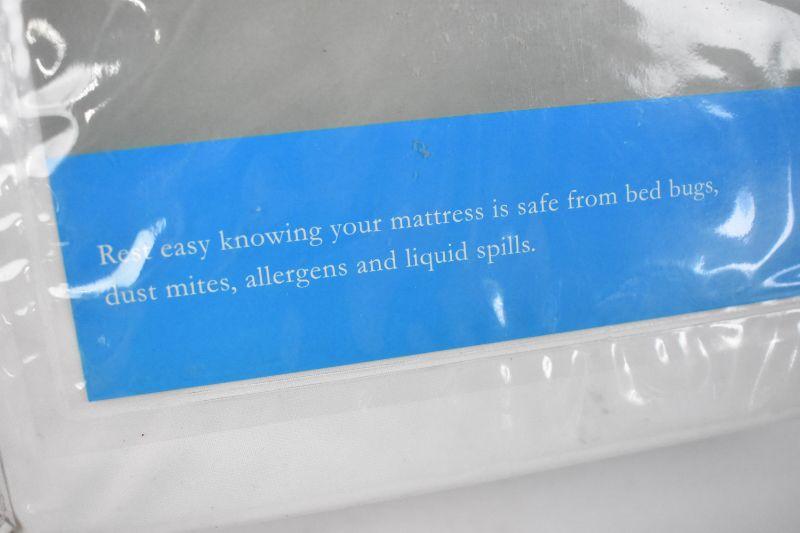 Rest easy knowing your mattress is safe from bed bugs,
dust mites, allergens and liquid spills.